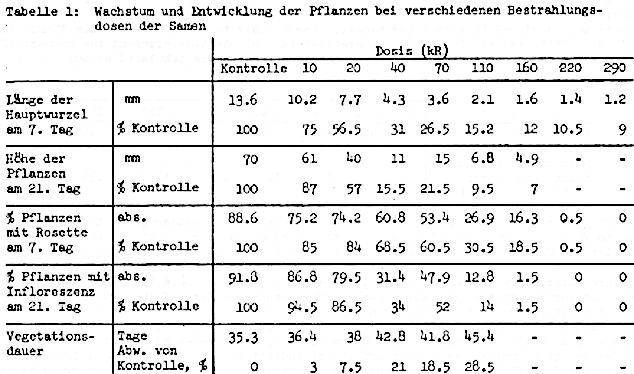 Tabelle 1: Wachstum und Entwicklung der Pflanzen bei verschiedenen Bestrahlungs-
dosen der Samen
Dosis (kR)
Kontrolle 10 20 40 70 110 160 220 290
Länge der mm 13.6 10.2 7.7 4.3 3.6 2.1 1.6 1.4 1.2
Hauptwurzel
am 7. Tag % Kontrolle 100 75 56.5 31 26.5 15.2 12 10.5 9
Höhe der mm 70 61 40 11 15 6.8 4.9 - -
Pflanzen
am 21. Tag % Kontrolle 100 87 57 15.5 21.5 9.5 7 - -
% Pflanzen abs. 88.6 75.2 74.2 60.8 53.4 26.9 16.3 0.5 0
mit Rosette
am 7. Tag % Kontrolle 100 85 84 68.5 60.5 30.5 18.5 0.5 0
% Pflanzen mit abs. 91.8 86.8 79.5 31.4 47.9 12.8 1.5 0 0
Infloreszenz
am 21. Tag % Kontrolle 100 94.5 86.5 34 52 14 1.5 0 0
Vegetations- Tage 35.3 36.4 38 42.8 41.8 45.4 - - -
dauer Abw. von
Kontrolle, % 0 3 7.5 21 18.5 28.5 - - -